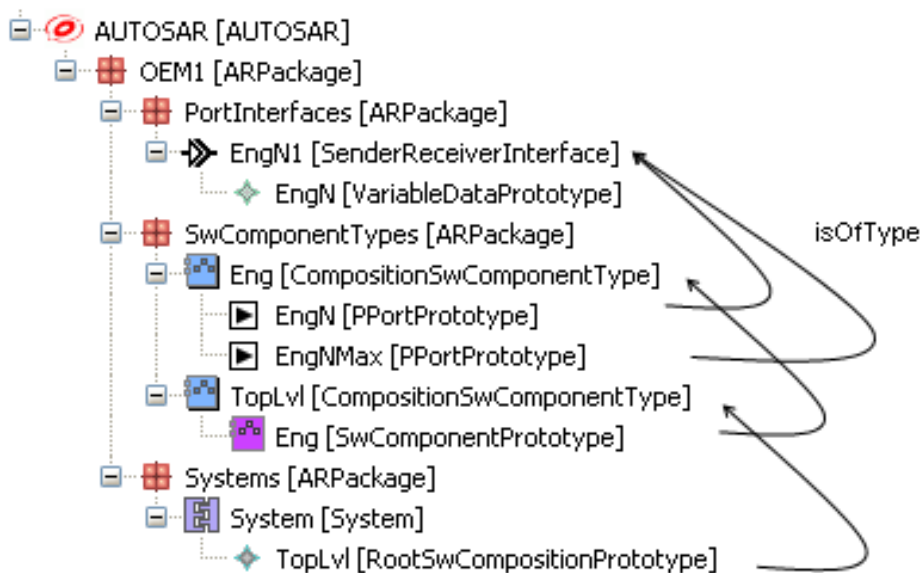 AUTOSAR [AUTOSAR]
OEM1 [ARPackage]
PortInterfaces [ARPackage]
EngN1 [SenderReceiverInterface]
EngN [VariableDataPrototype]
SwComponentTypes [ARPackage]
isOfType
Eng [CompositionSwComponentType]
EngN [PPortPrototype]
EngNMax [PPortPrototype]
TopLvl [CompositionSwComponentType]
Eng [SwComponentPrototype]
Systems [ARPackage]
System [System]
TopLvl [RootSwCompositionPrototype]